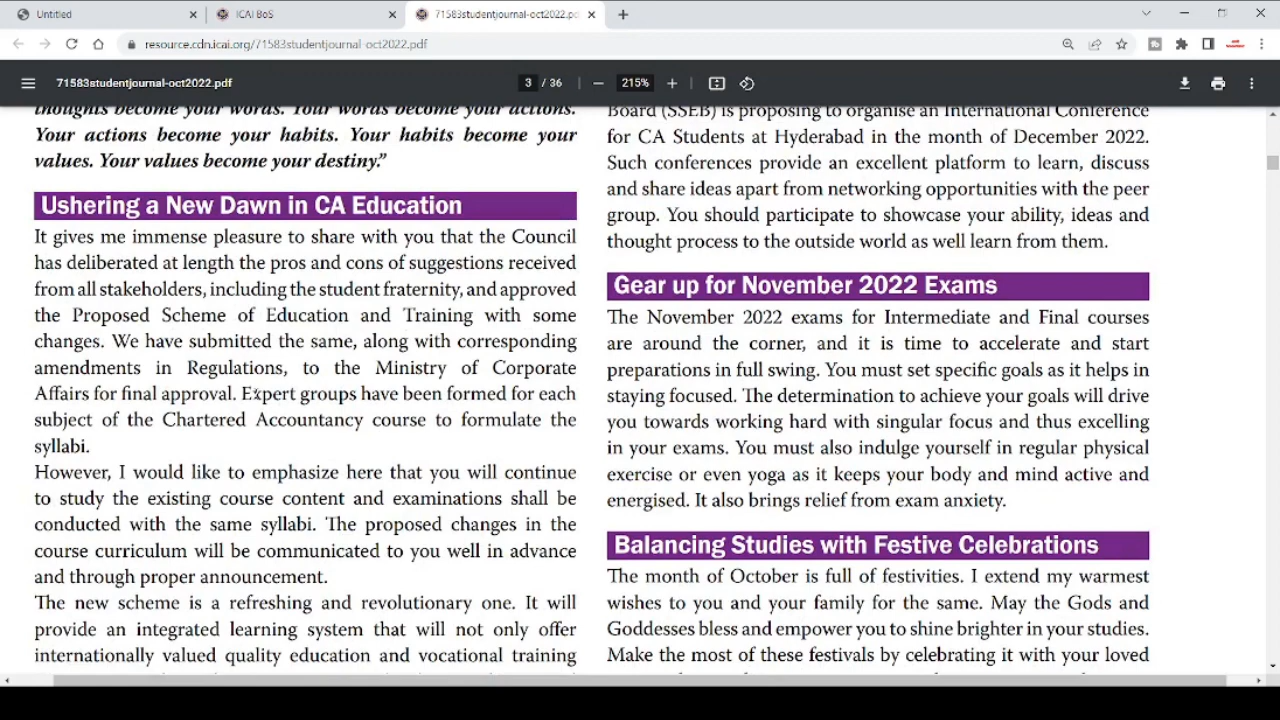 Untitled
ICAI BoS
71583studentjournal-oct2022.pdf
resource.cdn.icai.org/71583studentjournal-oct2022.pdf
71583studentjournal-oct2022.pdf
3 / 36
215%
thoughts become your words. Your words become your actions.
Your actions become your habits. Your habits become your
values. Your values become your destiny.”
Ushering a New Dawn in CA Education
It gives me immense pleasure to share with you that the Council
has deliberated at length the pros and cons of suggestions received
from all stakeholders, including the student fraternity, and approved
the Proposed Scheme of Education and Training with some
changes. We have submitted the same, along with corresponding
amendments in Regulations, to the Ministry of Corporate
Affairs for final approval. Expert groups have been formed for each
subject of the Chartered Accountancy course to formulate the
syllabi.
However, I would like to emphasize here that you will continue
to study the existing course content and examinations shall be
conducted with the same syllabi. The proposed changes in the
course curriculum will be communicated to you well in advance
and through proper announcement.
The new scheme is a refreshing and revolutionary one. It will
provide an integrated learning system that will not only offer
internationally valued quality education and vocational training
Board (SSEB) is proposing to organise an International Conference
for CA Students at Hyderabad in the month of December 2022.
Such conferences provide an excellent platform to learn, discuss
and share ideas apart from networking opportunities with the peer
group. You should participate to showcase your ability, ideas and
thought process to the outside world as well learn from them.
Gear up for November 2022 Exams
The November 2022 exams for Intermediate and Final courses
are around the corner, and it is time to accelerate and start
preparations in full swing. You must set specific goals as it helps in
staying focused. The determination to achieve your goals will drive
you towards working hard with singular focus and thus excelling
in your exams. You must also indulge yourself in regular physical
exercise or even yoga as it keeps your body and mind active and
energised. It also brings relief from exam anxiety.
Balancing Studies with Festive Celebrations
The month of October is full of festivities. I extend my warmest
wishes to you and your family for the same. May the Gods and
Goddesses bless and empower you to shine brighter in your studies.
Make the most of these festivals by celebrating it with your loved